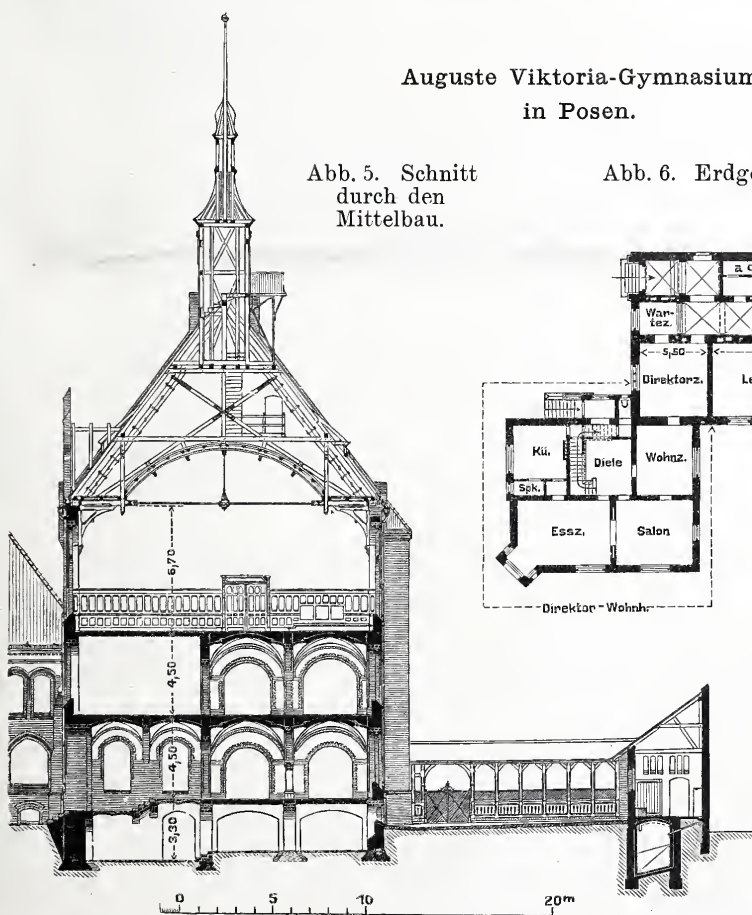 Auguste Viktoria-Gymnasium
in Posen.
Abb. 5. Schnitt
durch den
Mittelbau.
Abb. 6. Erdge
a c
War-
tez.
5,50
Direktorz.
Le
Kü.
Diele
Wohnz.
Spk.
Essz.
Salon
Direktor-Wohnh.
6,70
4,50
4,50
3,30
0 5 10 20m